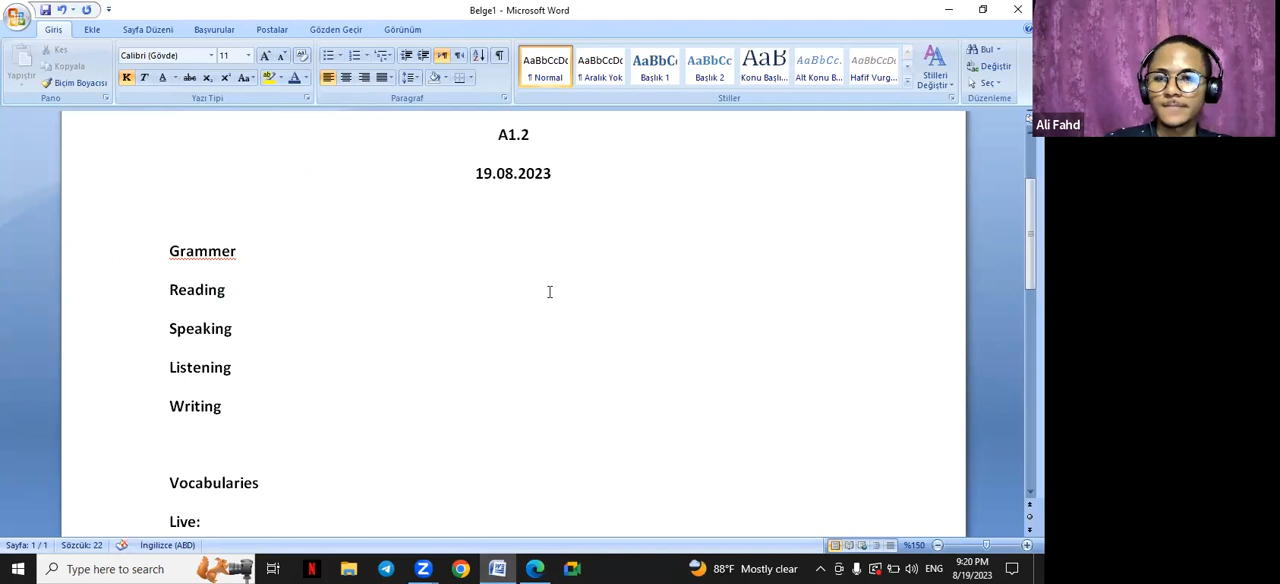 Belge1 - Microsoft Word
Giriş Ekle Sayfa Düzeni Başvurular Postalar Gözden Geçir Görünüm
Yapıştır
Kes
Kopyala
Biçim Boyacısı
Pano
Calibri (Gövde) 11
Yazı Tipi
Paragraf
AaBbCcDc AaBbCcDc AaBbC AaBbCc AaB AaBbCc. AaBbCcDc
¶ Normal ¶ Aralık Yok Başlık 1 Başlık 2 Konu Başlı... Alt Konu B... Hafif Vurg...
Stilleri Değiştir
Stiller
Bul
Değiştir
Seç
Düzenleme
Ali Fahd
A1.2
19.08.2023
Grammer
Reading
Speaking
Listening
Writing
Vocabularies
Live:
Sayfa: 1 / 1 Sözcük: 22 İngilizce (ABD) %150
Type here to search
88°F Mostly clear
ENG
9:20 PM
8/19/2023